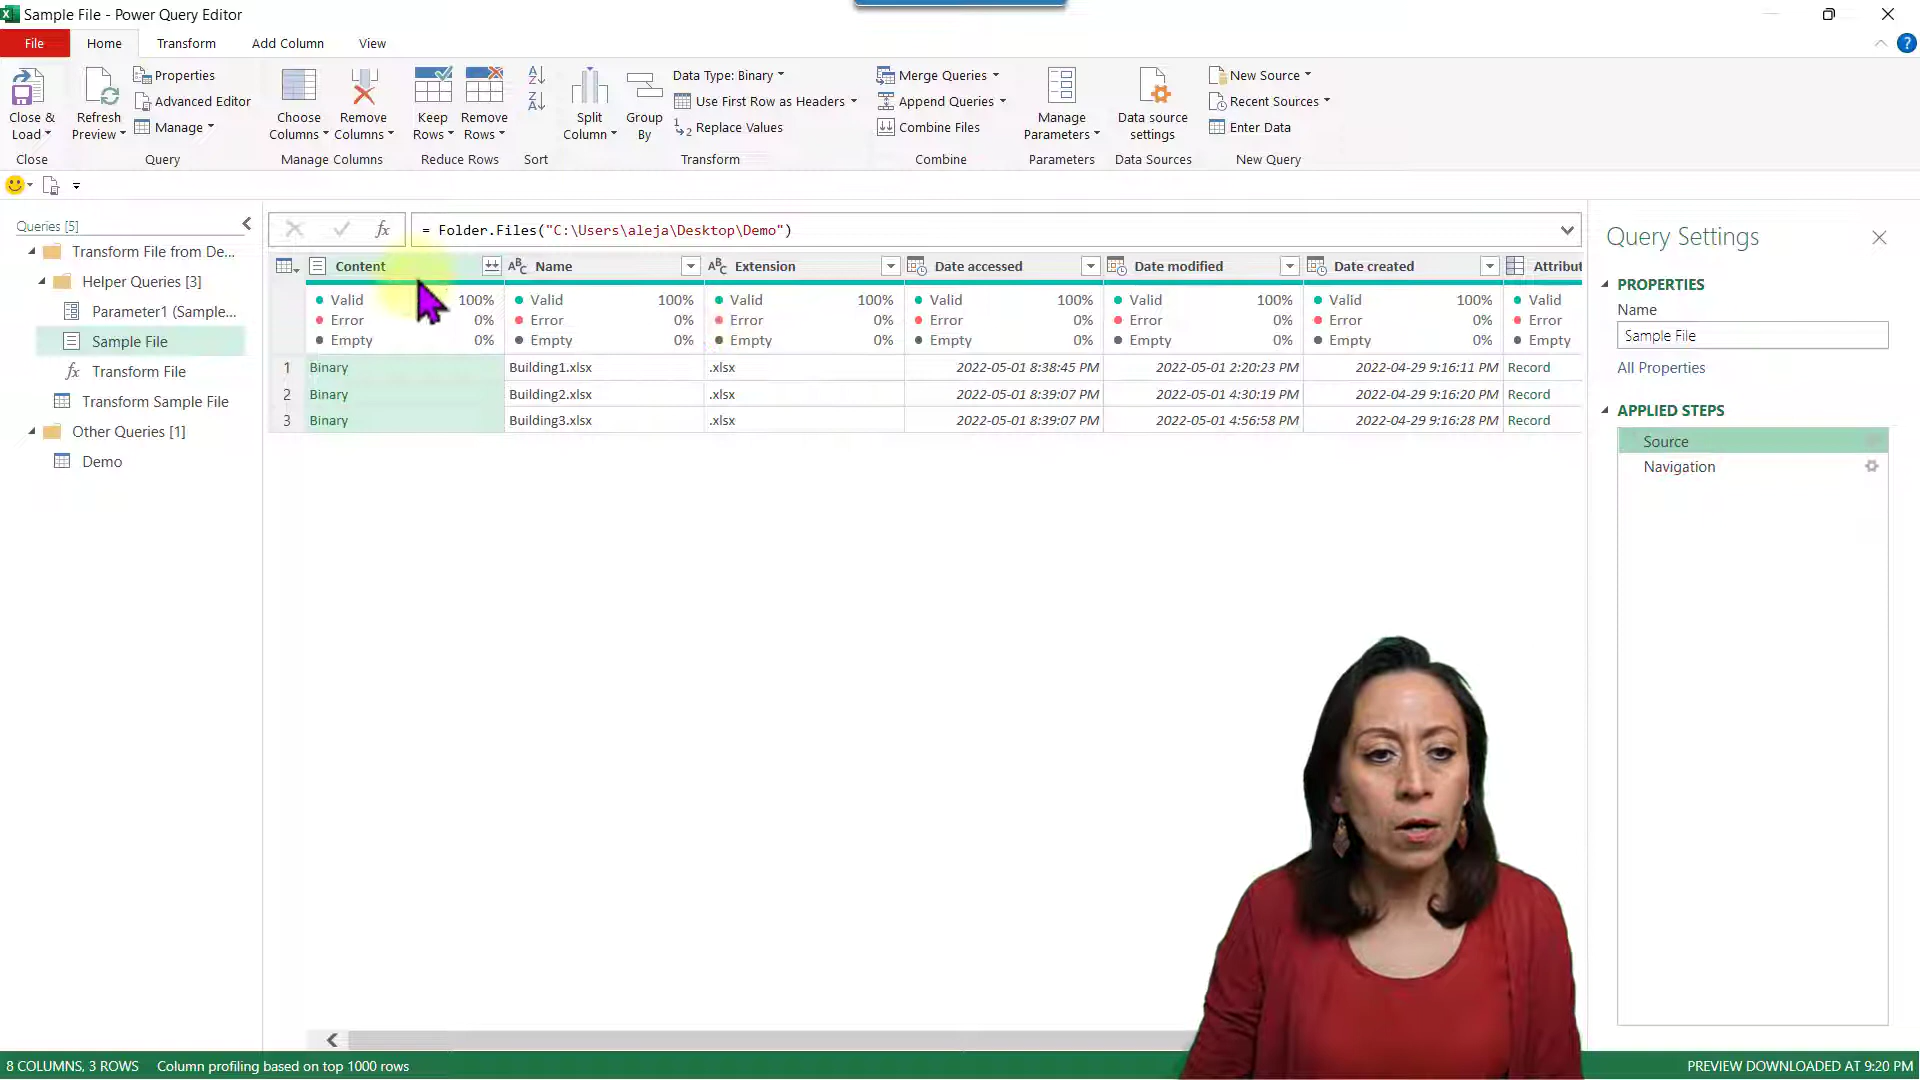 Sample File - Power Query Editor
File Home Transform Add Column View
Close & Load
Close
Refresh Preview
Properties
Advanced Editor
Manage
Query
Choose Columns
Remove Columns
Manage Columns
Keep Rows
Remove Rows
Reduce Rows
Sort
Split Column
Group By
Data Type: Binary
Use First Row as Headers
Replace Values
Transform
Merge Queries
Append Queries
Combine Files
Combine
Manage Parameters
Parameters
Data source settings
Data Sources
New Source
Recent Sources
Enter Data
New Query
Queries [5]
Transform File from De...
Helper Queries [3]
Parameter1 (Sample...
Sample File
Transform File
Transform Sample File
Other Queries [1]
Demo
= Folder.Files("C:\Users\aleja\Desktop\Demo")
Content Name Extension Date accessed Date modified Date created Attribut
Valid 100% Valid 100% Valid 100% Valid 100% Valid 100% Valid 100% Valid
Error 0% Error 0% Error 0% Error 0% Error 0% Error 0% Error
Empty 0% Empty 0% Empty 0% Empty 0% Empty 0% Empty 0% Empty
1 Binary Building1.xlsx .xlsx 2022-05-01 8:38:45 PM 2022-05-01 2:20:23 PM 2022-04-29 9:16:11 PM Record
2 Binary Building2.xlsx .xlsx 2022-05-01 8:39:07 PM 2022-05-01 4:30:19 PM 2022-04-29 9:16:20 PM Record
3 Binary Building3.xlsx .xlsx 2022-05-01 8:39:07 PM 2022-05-01 4:56:58 PM 2022-04-29 9:16:28 PM Record
Query Settings
PROPERTIES
Name
Sample File
All Properties
APPLIED STEPS
Source
Navigation
8 COLUMNS, 3 ROWS Column profiling based on top 1000 rows
PREVIEW DOWNLOADED AT 9:20 PM